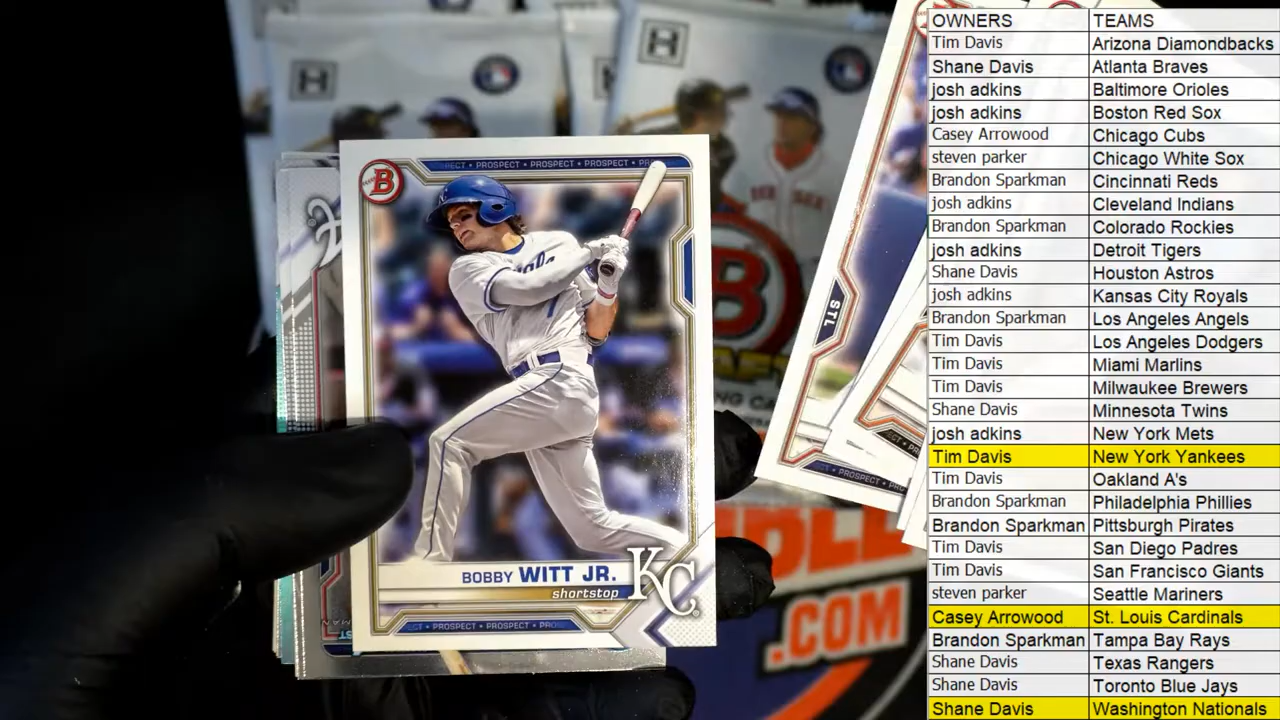 ECT • PROSPECT • PROSPECT • PROSPECT • PR
B
BOBBY WITT JR.
shortstop
KC
ECT • PROSPECT • PROSPECT • PRO
STL
.COM
OWNERS TEAMS
Tim Davis Arizona Diamondbacks
Shane Davis Atlanta Braves
josh adkins Baltimore Orioles
josh adkins Boston Red Sox
Casey Arrowood Chicago Cubs
steven parker Chicago White Sox
Brandon Sparkman Cincinnati Reds
josh adkins Cleveland Indians
Brandon Sparkman Colorado Rockies
josh adkins Detroit Tigers
Shane Davis Houston Astros
josh adkins Kansas City Royals
Brandon Sparkman Los Angeles Angels
Tim Davis Los Angeles Dodgers
Tim Davis Miami Marlins
Tim Davis Milwaukee Brewers
Shane Davis Minnesota Twins
josh adkins New York Mets
Tim Davis New York Yankees
Tim Davis Oakland A's
Brandon Sparkman Philadelphia Phillies
Brandon Sparkman Pittsburgh Pirates
Tim Davis San Diego Padres
Tim Davis San Francisco Giants
steven parker Seattle Mariners
Casey Arrowood St. Louis Cardinals
Brandon Sparkman Tampa Bay Rays
Shane Davis Texas Rangers
Shane Davis Toronto Blue Jays
Shane Davis Washington Nationals